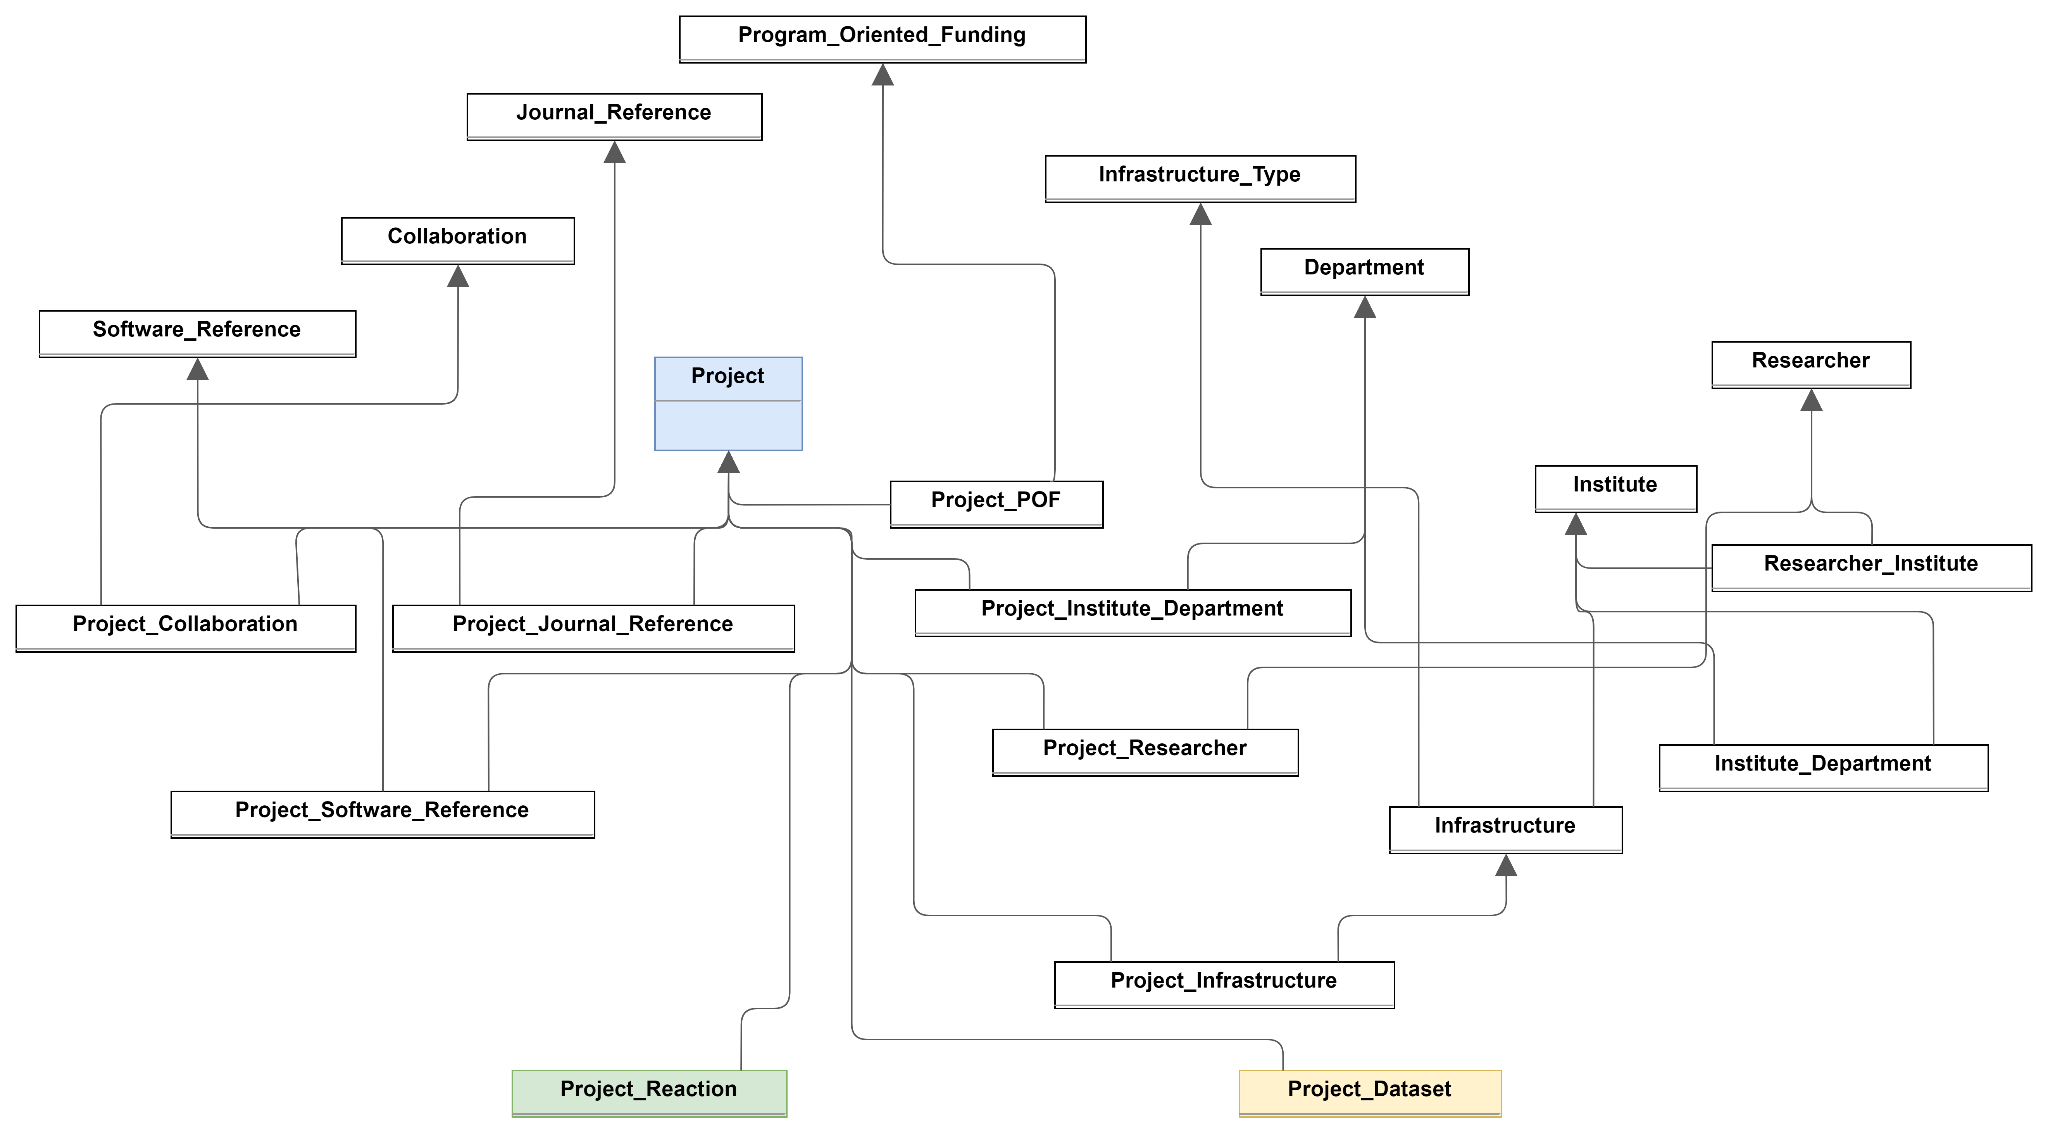 Program_Oriented_Funding
Journal_Reference
Infrastructure_Type
Collaboration
Department
Software_Reference
Researcher
Project
Institute
Project_POF
Researcher_Institute
Project_Institute_Department
Project_Collaboration
Project_Journal_Reference
Project_Researcher
Institute_Department
Project_Software_Reference
Infrastructure
Project_Infrastructure
Project_Reaction
Project_Dataset